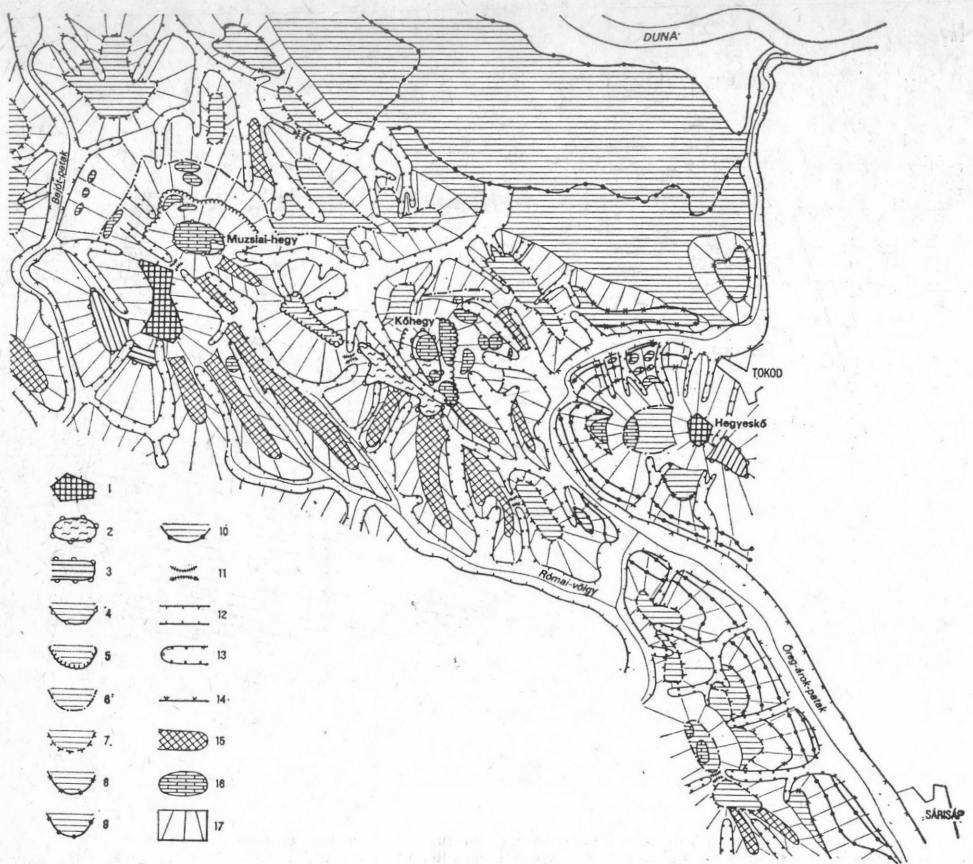 DUNA
Bajót-patak
Muzslai-hegy
Kőhegy
TOKOD
Hegyeskő
Római-völgy
Öreg-árok-patak
SÁRISÁP
1
2
3
4
5
6
7
8
9
10
11
12
13
14
15
16
17